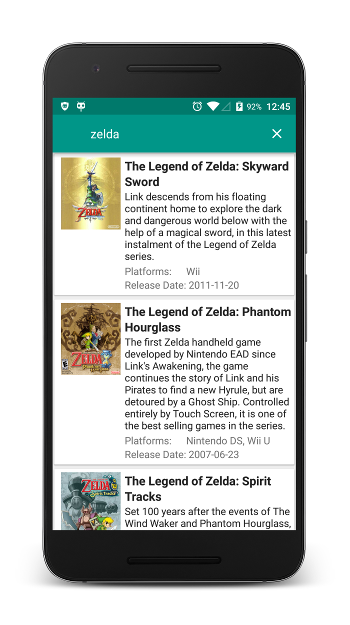 92% 12:45
zelda
The Legend of Zelda: Skyward
Sword
Link descends from his floating
continent home to explore the dark
and dangerous world below with the
help of a magical sword, in this latest
instalment of the Legend of Zelda
series.
Platforms: Wii
Release Date: 2011-11-20
ZELDA
The Legend of Zelda: Phantom
Hourglass
The first Zelda handheld game
developed by Nintendo EAD since
Link's Awakening, the game
continues the story of Link and his
Pirates to find a new Hyrule, but are
detoured by a Ghost Ship. Controlled
entirely by Touch Screen, it is one of
the best selling games in the series.
Platforms: Nintendo DS, Wii U
Release Date: 2007-06-23
ZELDA
The Legend of Zelda: Spirit
Tracks
Set 100 years after the events of The
Wind Waker and Phantom Hourglass,
ZELDA
Spirit Tracks